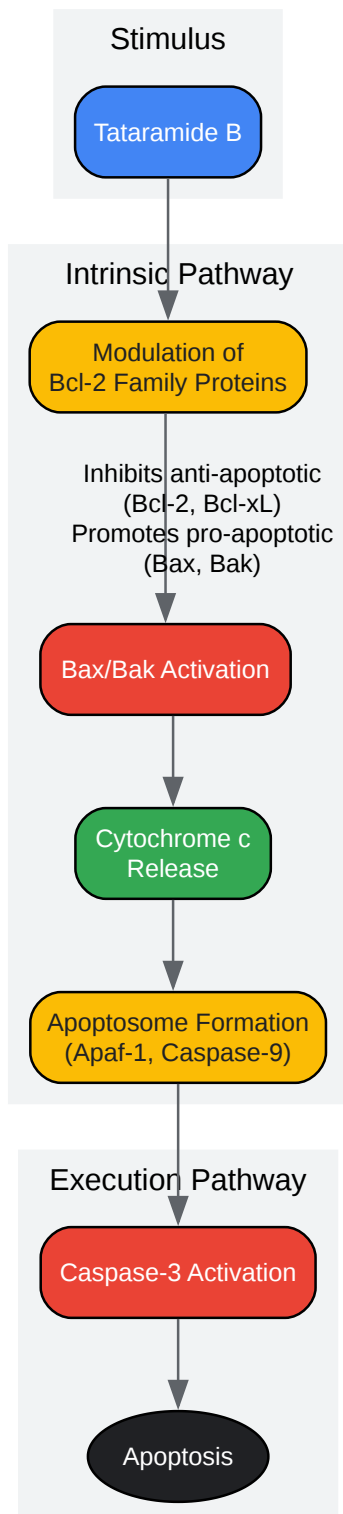 Stimulus
Tataramide B
Intrinsic Pathway
Modulation of
Bcl-2 Family Proteins
Inhibits anti-apoptotic
(Bcl-2, Bcl-xL)
Promotes pro-apoptotic
(Bax, Bak)
Bax/Bak Activation
Cytochrome c
Release
Apoptosome Formation
(Apaf-1, Caspase-9)
Execution Pathway
Caspase-3 Activation
Apoptosis